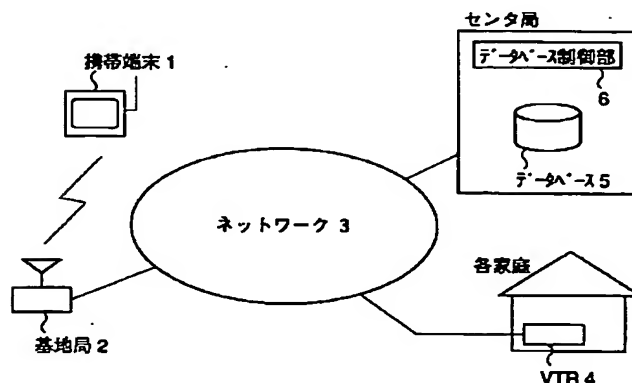 センタ局
携帯端末 1
データベース制御部
6
データベース 5
ネットワーク 3
各家庭
基地局 2
VTR 4